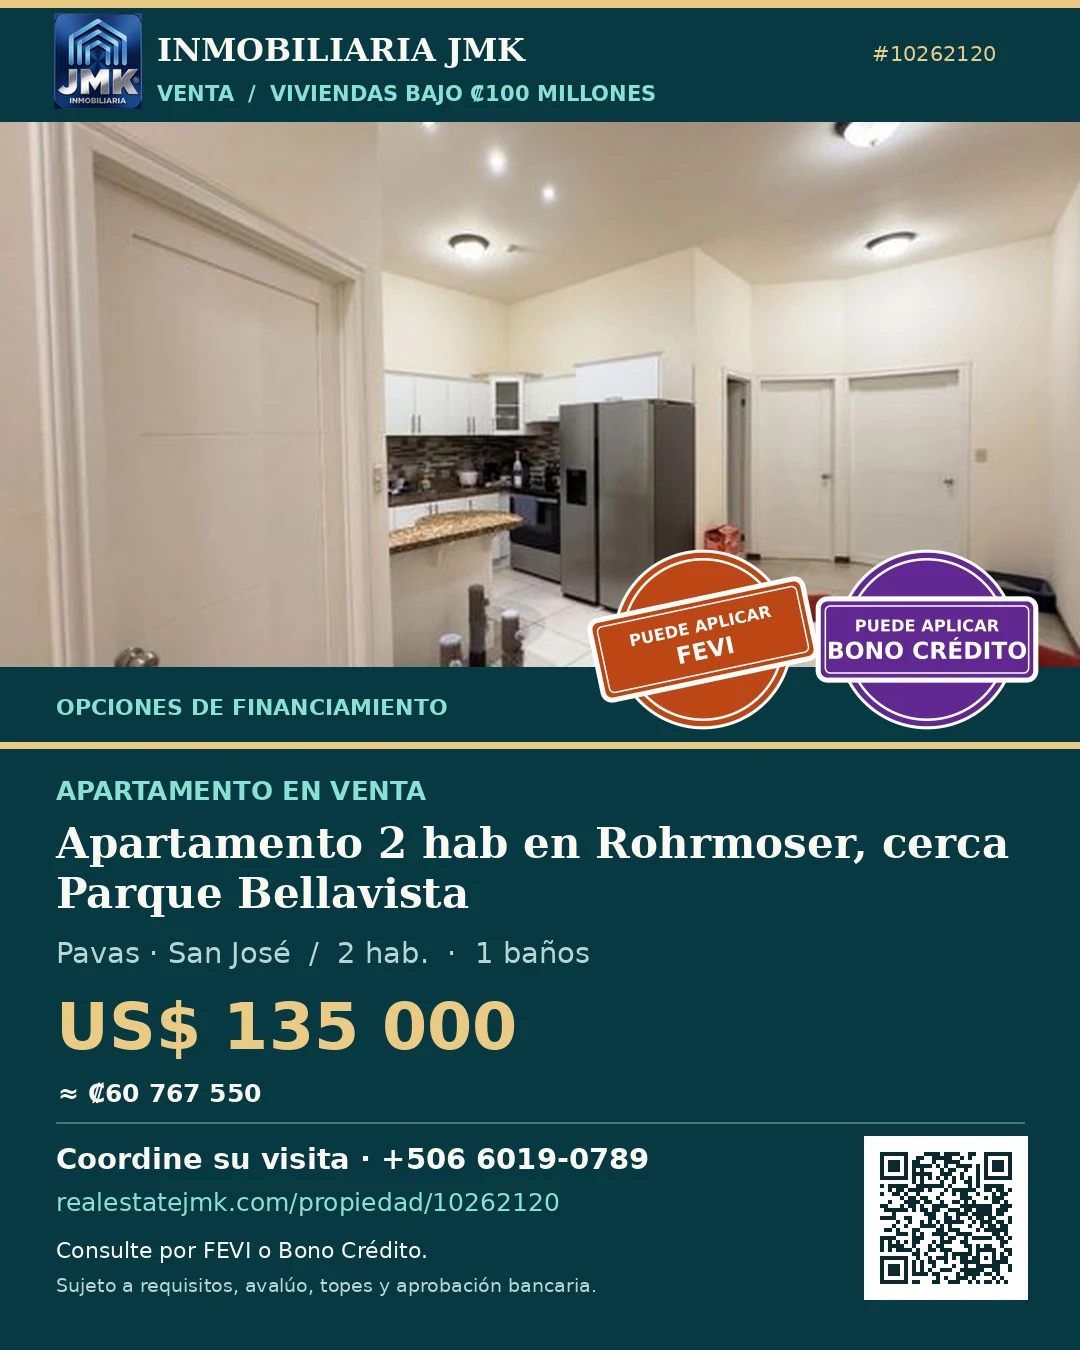 JMK
INMOBILIARIA
INMOBILIARIA JMK
VENTA / VIVIENDAS BAJO ₡100 MILLONES
#10262120
PUEDE APLICAR
FEVI
PUEDE APLICAR
BONO CRÉDITO
OPCIONES DE FINANCIAMIENTO
APARTAMENTO EN VENTA
Apartamento 2 hab en Rohrmoser, cerca
Parque Bellavista
Pavas · San José / 2 hab. · 1 baños
US$ 135 000
≈ ₡60 767 550
Coordine su visita · +506 6019-0789
realestatejmk.com/propiedad/10262120
Consulte por FEVI o Bono Crédito.
Sujeto a requisitos, avalúo, topes y aprobación bancaria.